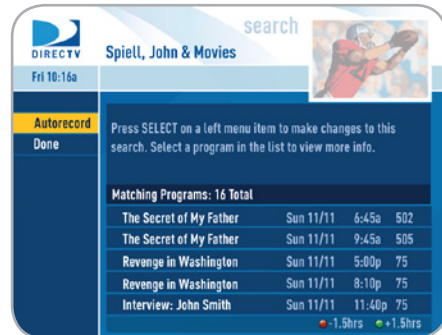 search
DIRECTV
Spiell, John & Movies
Fri 10:16a
Autorecord
Done
Press SELECT on a left menu item to make changes to this
search. Select a program in the list to view more info.
Matching Programs: 16 Total
The Secret of My Father Sun 11/11 6:45a 502
The Secret of My Father Sun 11/11 9:45a 505
Revenge in Washington Sun 11/11 5:00p 75
Revenge in Washington Sun 11/11 8:10p 75
Interview: John Smith Sun 11/11 11:40p 75
-1.5hrs +1.5hrs